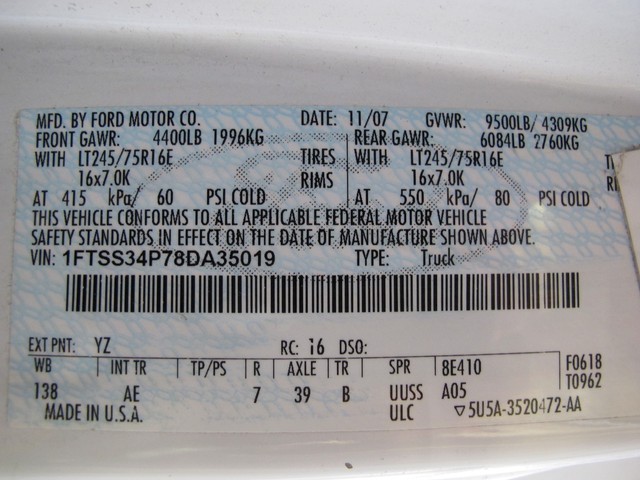 MFD. BY FORD MOTOR CO. DATE: 11/07 GVWR: 9500LB/ 4309KG
FRONT GAWR: 4400LB 1996KG REAR GAWR: 6084LB 2760KG
WITH LT245/75R16E TIRES WITH LT245/75R16E
16x7.0K RIMS 16x7.0K
AT 415 kPa/ 60 PSI COLD AT 550 kPa/ 80 PSI COLD
THIS VEHICLE CONFORMS TO ALL APPLICABLE FEDERAL MOTOR VEHICLE
SAFETY STANDARDS IN EFFECT ON THE DATE OF MANUFACTURE SHOWN ABOVE.
VIN: 1FTSS34P78DA35019 TYPE: Truck
EXT PNT: YZ RC: 16 DSO:
WB INT TR TP/PS R AXLE TR SPR 8E410 F0618
138 AE 7 39 B UUSS A05 T0962
MADE IN U.S.A. ULC ▽5U5A-3520472-AA